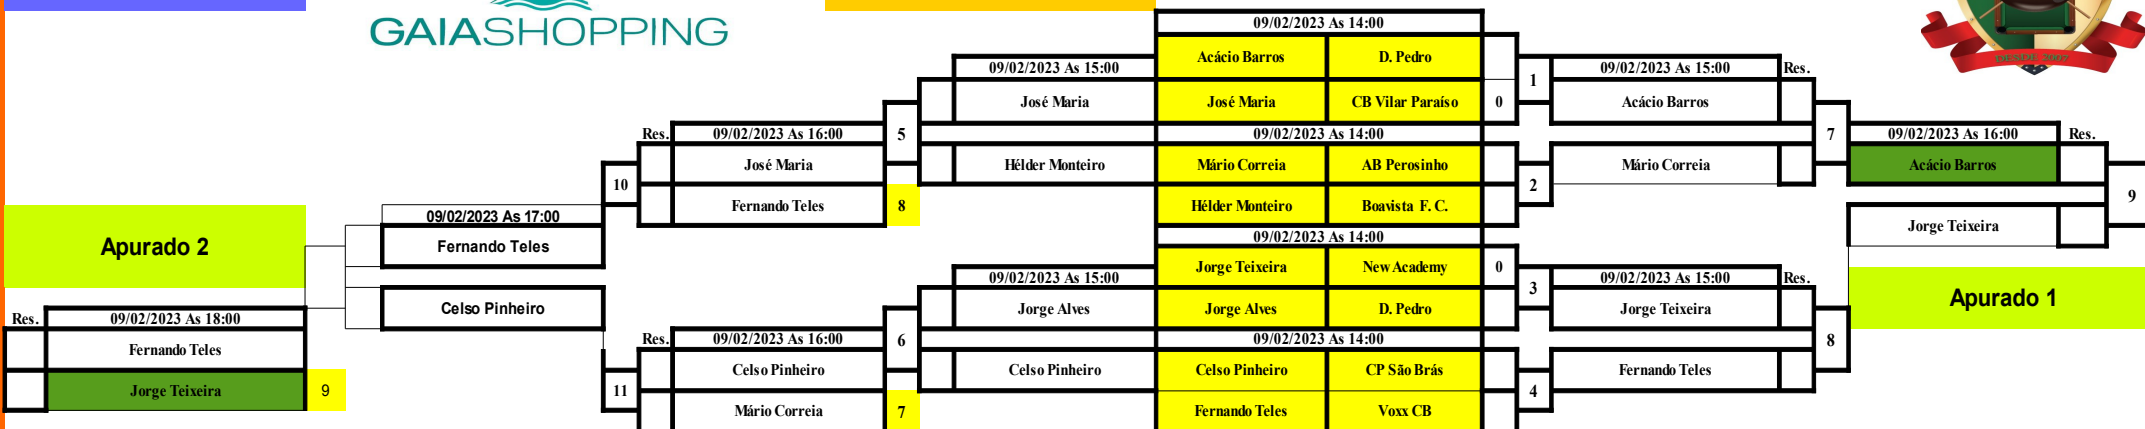 GAIASHOPPING
DESDE 2007
09/02/2023 As 14:00
Acácio Barros D. Pedro
09/02/2023 As 15:00 1 09/02/2023 As 15:00 Res.
José Maria José Maria CB Vilar Paraíso 0 Acácio Barros
Res. 09/02/2023 As 16:00 5 09/02/2023 As 14:00 7 09/02/2023 As 16:00 Res.
José Maria Hélder Monteiro Mário Correia AB Perosinho Mário Correia Acácio Barros
10 2 9
Fernando Teles 8 Hélder Monteiro Boavista F. C.
09/02/2023 As 17:00 Jorge Teixeira
Apurado 2 Fernando Teles 09/02/2023 As 14:00
Jorge Teixeira New Academy 0
09/02/2023 As 15:00 3 09/02/2023 As 15:00 Res.
Celso Pinheiro Jorge Alves Jorge Alves D. Pedro Jorge Teixeira Apurado 1
Res. 09/02/2023 As 18:00
Res. 09/02/2023 As 16:00 6 09/02/2023 As 14:00 8
Fernando Teles
Celso Pinheiro Celso Pinheiro Celso Pinheiro CP São Brás Fernando Teles
Jorge Teixeira 9 11 4
Mário Correia 7 Fernando Teles Voxx CB